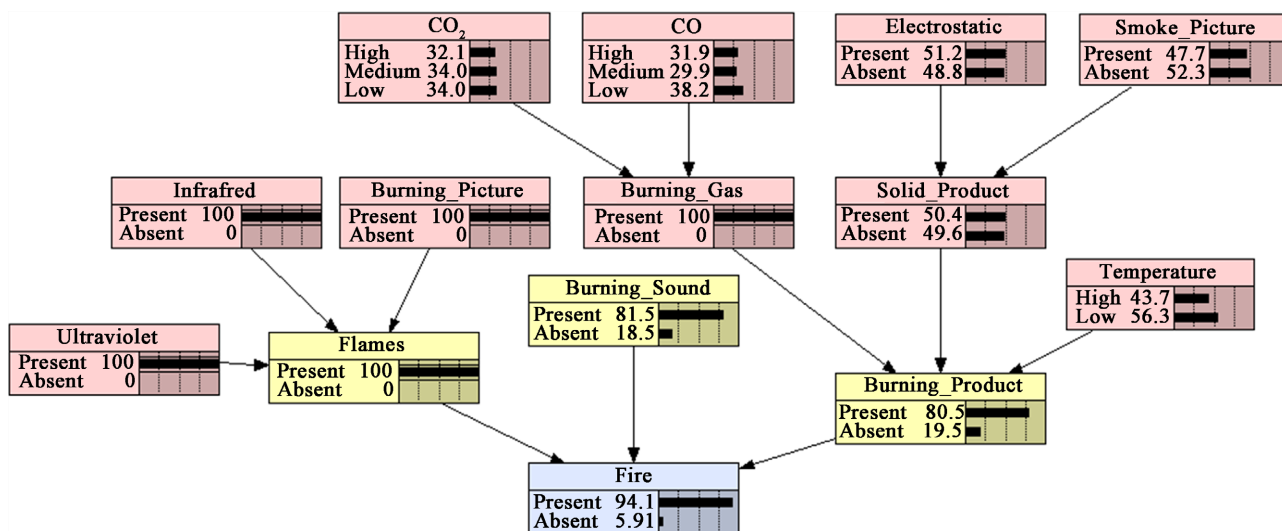 CO₂
High 32.1
Medium 34.0
Low 34.0
CO
High 31.9
Medium 29.9
Low 38.2
Electrostatic
Present 51.2
Absent 48.8
Smoke_Picture
Present 47.7
Absent 52.3
Infrafred
Present 100
Absent 0
Burning_Picture
Present 100
Absent 0
Burning_Gas
Present 100
Absent 0
Solid_Product
Present 50.4
Absent 49.6
Temperature
High 43.7
Low 56.3
Burning_Sound
Present 81.5
Absent 18.5
Ultraviolet
Present 100
Absent 0
Flames
Present 100
Absent 0
Burning_Product
Present 80.5
Absent 19.5
Fire
Present 94.1
Absent 5.91